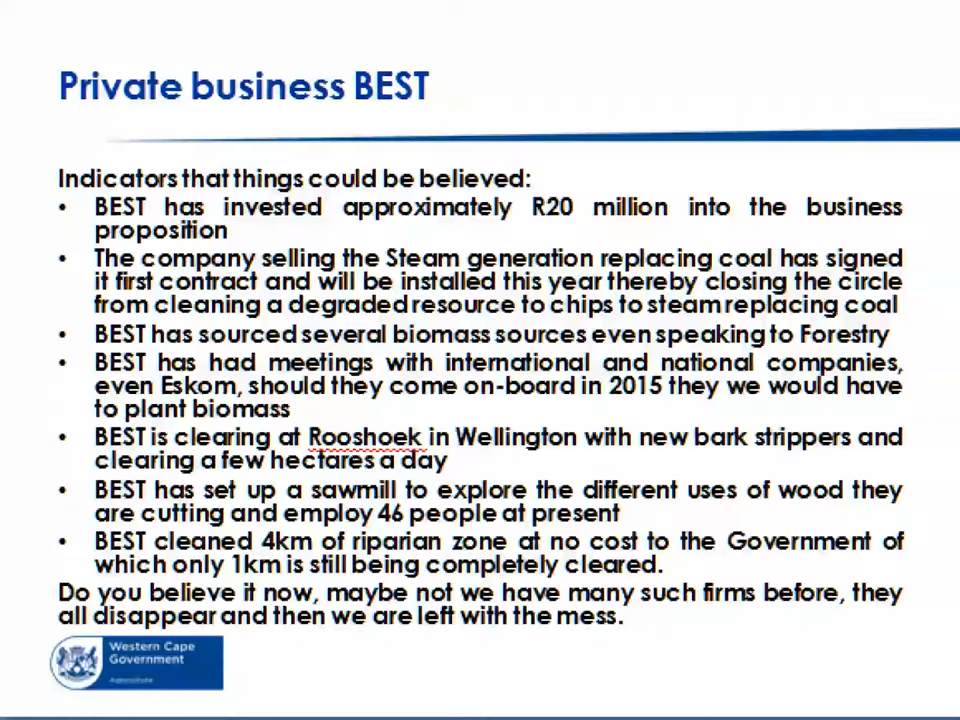 Private business BEST
Indicators that things could be believed:
• BEST has invested approximately R20 million into the business
proposition
• The company selling the Steam generation replacing coal has signed
it first contract and will be installed this year thereby closing the circle
from cleaning a degraded resource to chips to steam replacing coal
• BEST has sourced several biomass sources even speaking to Forestry
• BEST has had meetings with international and national companies,
even Eskom, should they come on-board in 2015 they we would have
to plant biomass
• BEST is clearing at Rooshoek in Wellington with new bark strippers and
clearing a few hectares a day
• BEST has set up a sawmill to explore the different uses of wood they
are cutting and employ 46 people at present
• BEST cleaned 4km of riparian zone at no cost to the Government of
which only 1km is still being completely cleared.
Do you believe it now, maybe not we have many such firms before, they
all disappear and then we are left with the mess.
Western Cape
Government
Agriculture